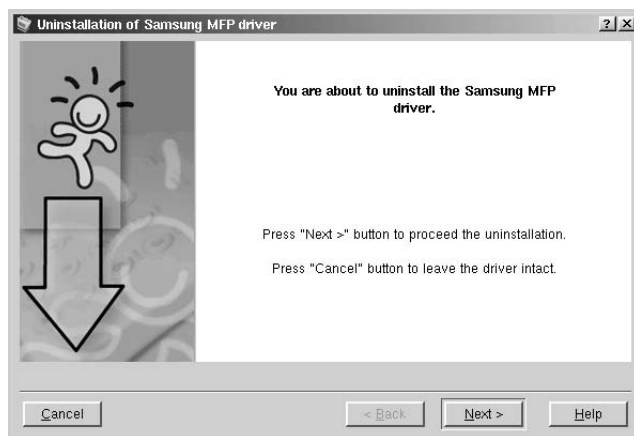 Uninstallation of Samsung MFP driver
You are about to uninstall the Samsung MFP
driver.
Press "Next >" button to proceed the uninstallation.
Press "Cancel" button to leave the driver intact.
Cancel
< Back
Next >
Help